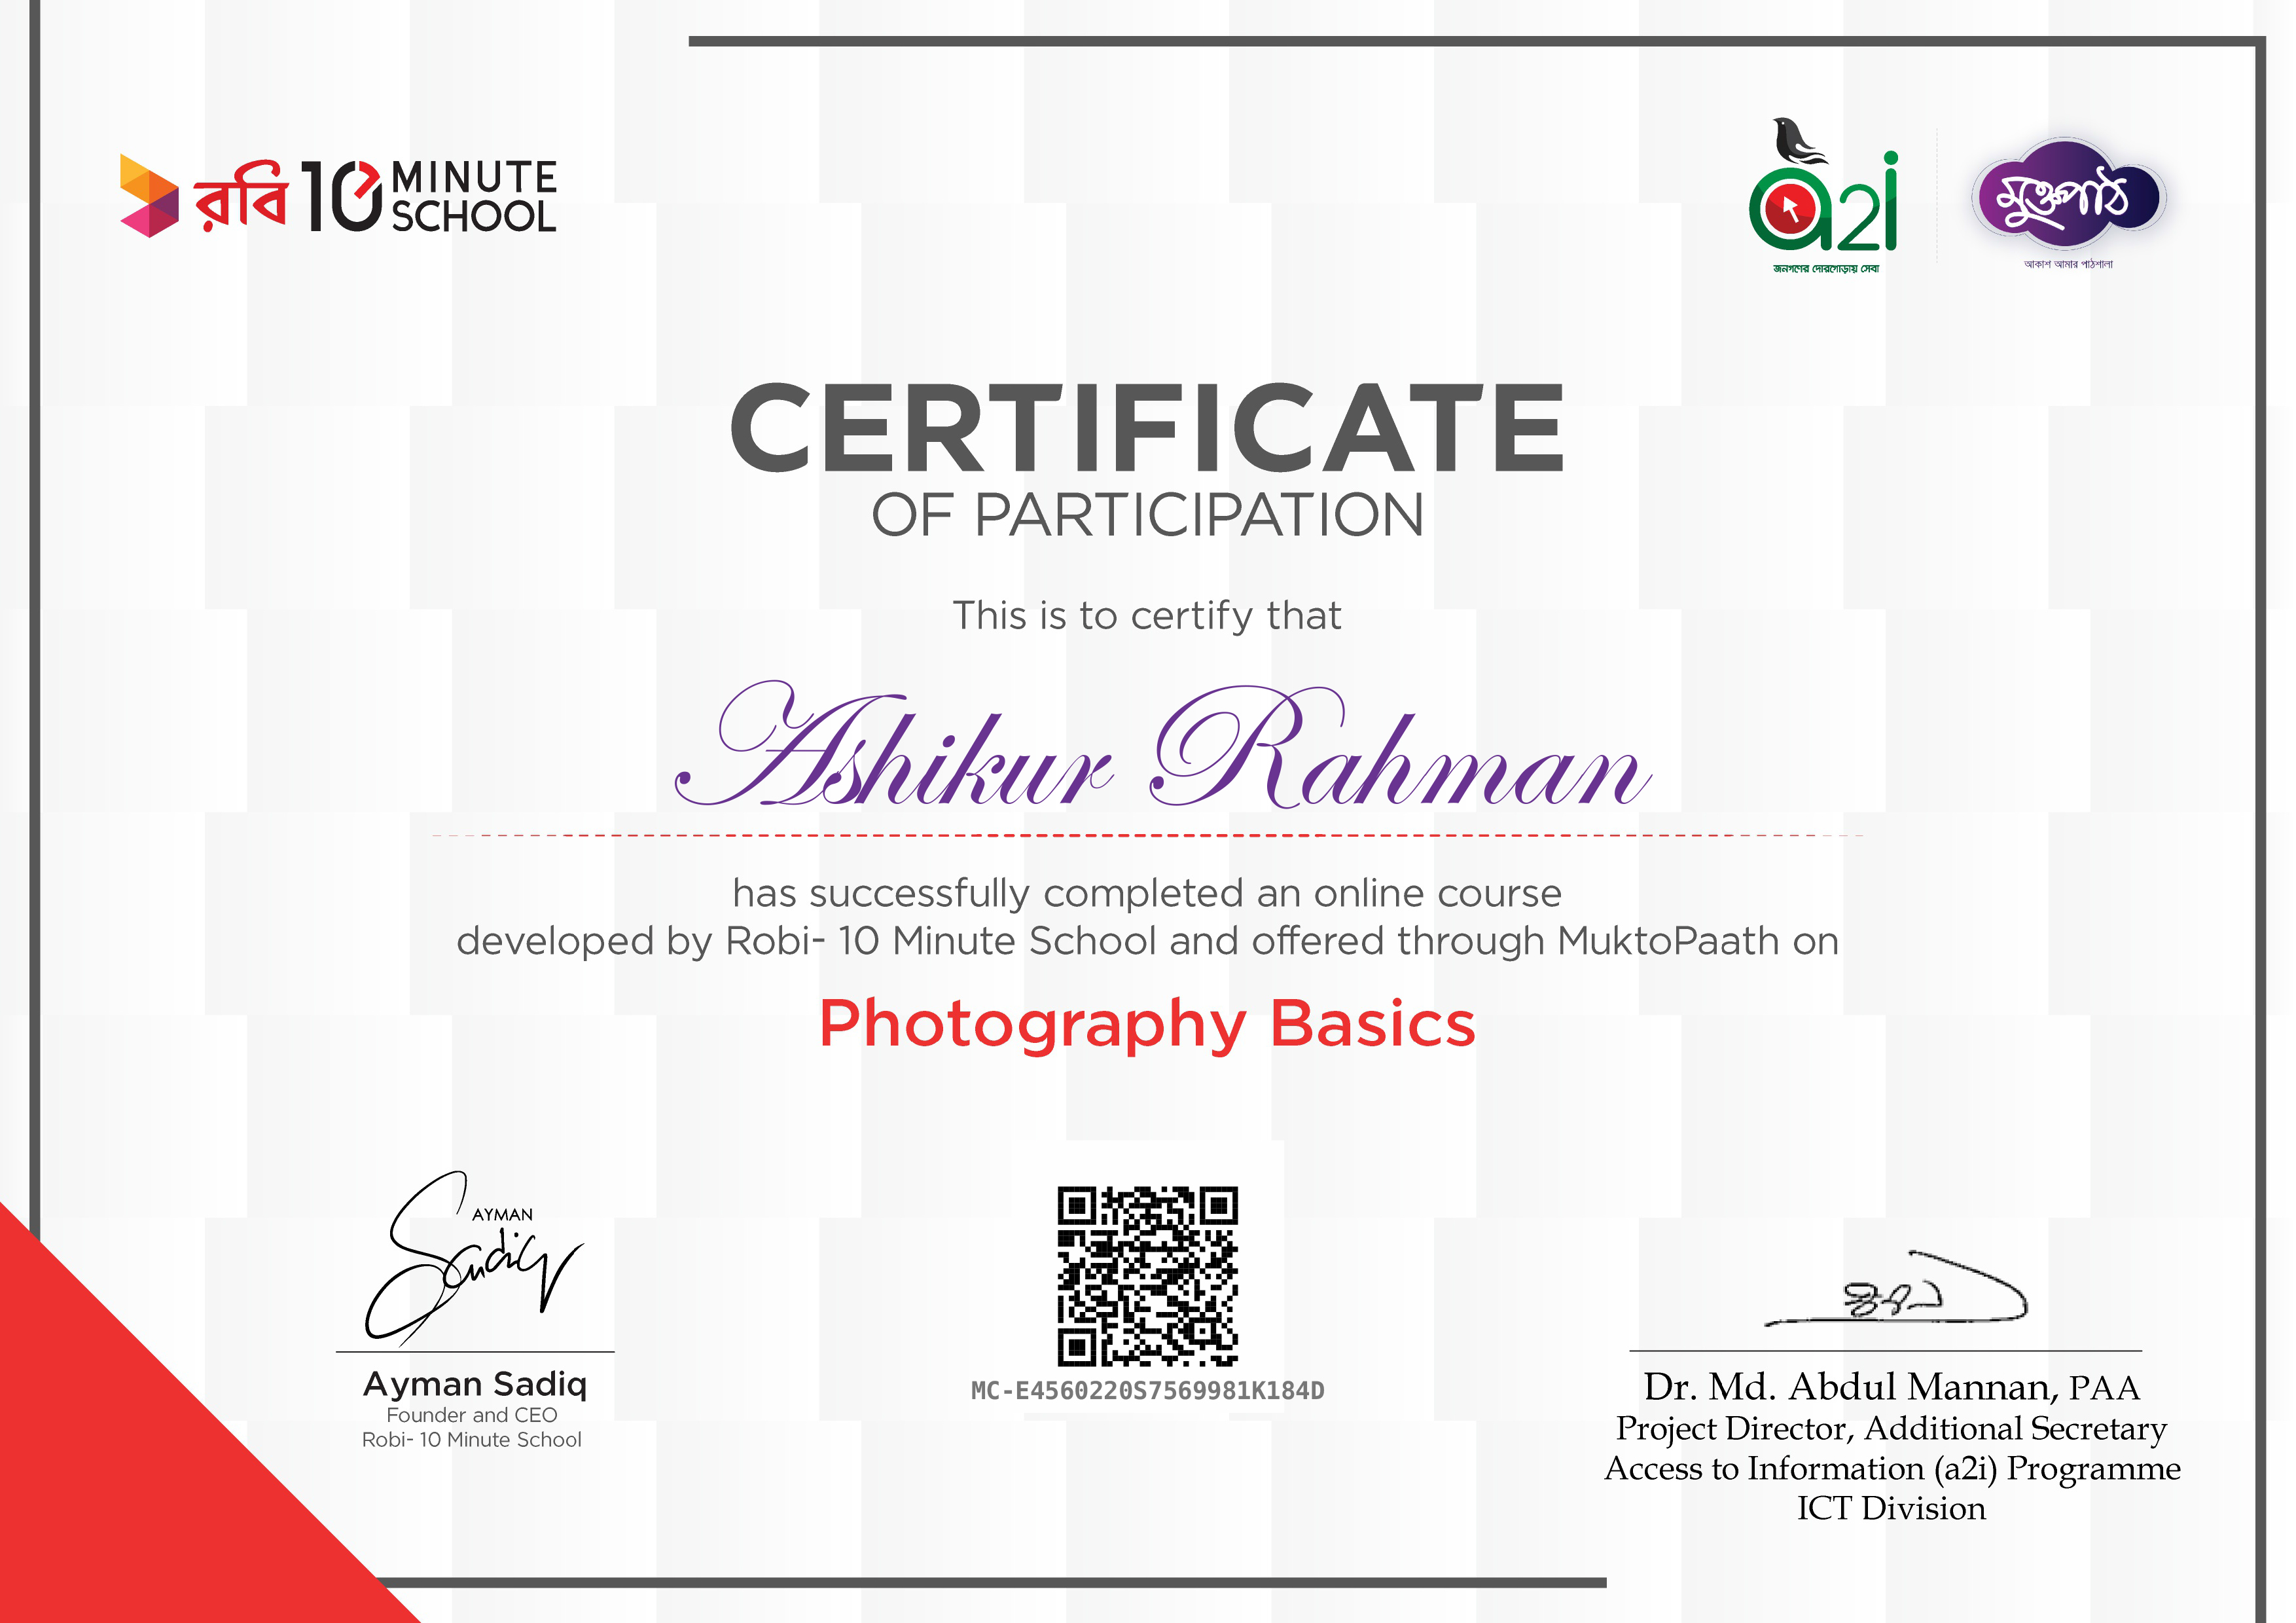 রবি 10 MINUTE SCHOOL
a2i
জনগণের দোরগোড়ায় সেবা
মুক্তপাঠ
আকাশ আমার পাঠশালা
CERTIFICATE
OF PARTICIPATION
This is to certify that
Ashikur Rahman
has successfully completed an online course
developed by Robi- 10 Minute School and offered through MuktoPaath on
Photography Basics
AYMAN
Sadiq
Ayman Sadiq
Founder and CEO
Robi- 10 Minute School
MC-E4560220S7569981K184D
Dr. Md. Abdul Mannan, PAA
Project Director, Additional Secretary
Access to Information (a2i) Programme
ICT Division